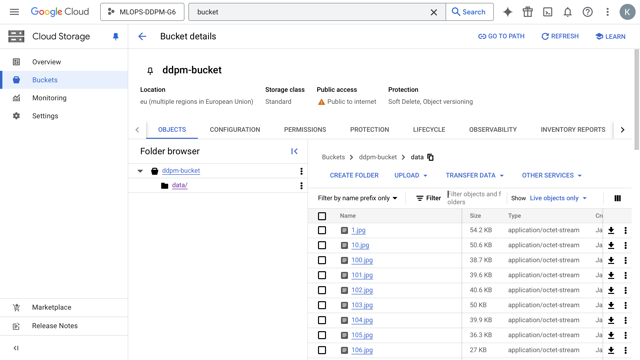 Google Cloud
MLOPS-DDPM-G6
bucket
Search
K
Cloud Storage
Bucket details
GO TO PATH
REFRESH
LEARN
Overview
Buckets
Monitoring
Settings
Marketplace
Release Notes
ddpm-bucket
Location Storage class Public access Protection
eu (multiple regions in European Union) Standard Public to internet Soft Delete, Object versioning
OBJECTS CONFIGURATION PERMISSIONS PROTECTION LIFECYCLE OBSERVABILITY INVENTORY REPORTS
Folder browser
ddpm-bucket
data/
Buckets > ddpm-bucket > data
CREATE FOLDER UPLOAD TRANSFER DATA OTHER SERVICES
Filter by name prefix only Filter Filter objects and f
olders
Show Live objects only
Name Size Type Cr
1.jpg 54.2 KB application/octet-stream Ja
10.jpg 50.6 KB application/octet-stream Ja
100.jpg 38.7 KB application/octet-stream Ja
101.jpg 39.6 KB application/octet-stream Ja
102.jpg 40.6 KB application/octet-stream Ja
103.jpg 50 KB application/octet-stream Ja
104.jpg 39.9 KB application/octet-stream Ja
105.jpg 36.3 KB application/octet-stream Ja
106.jpg 27 KB application/octet-stream Ja